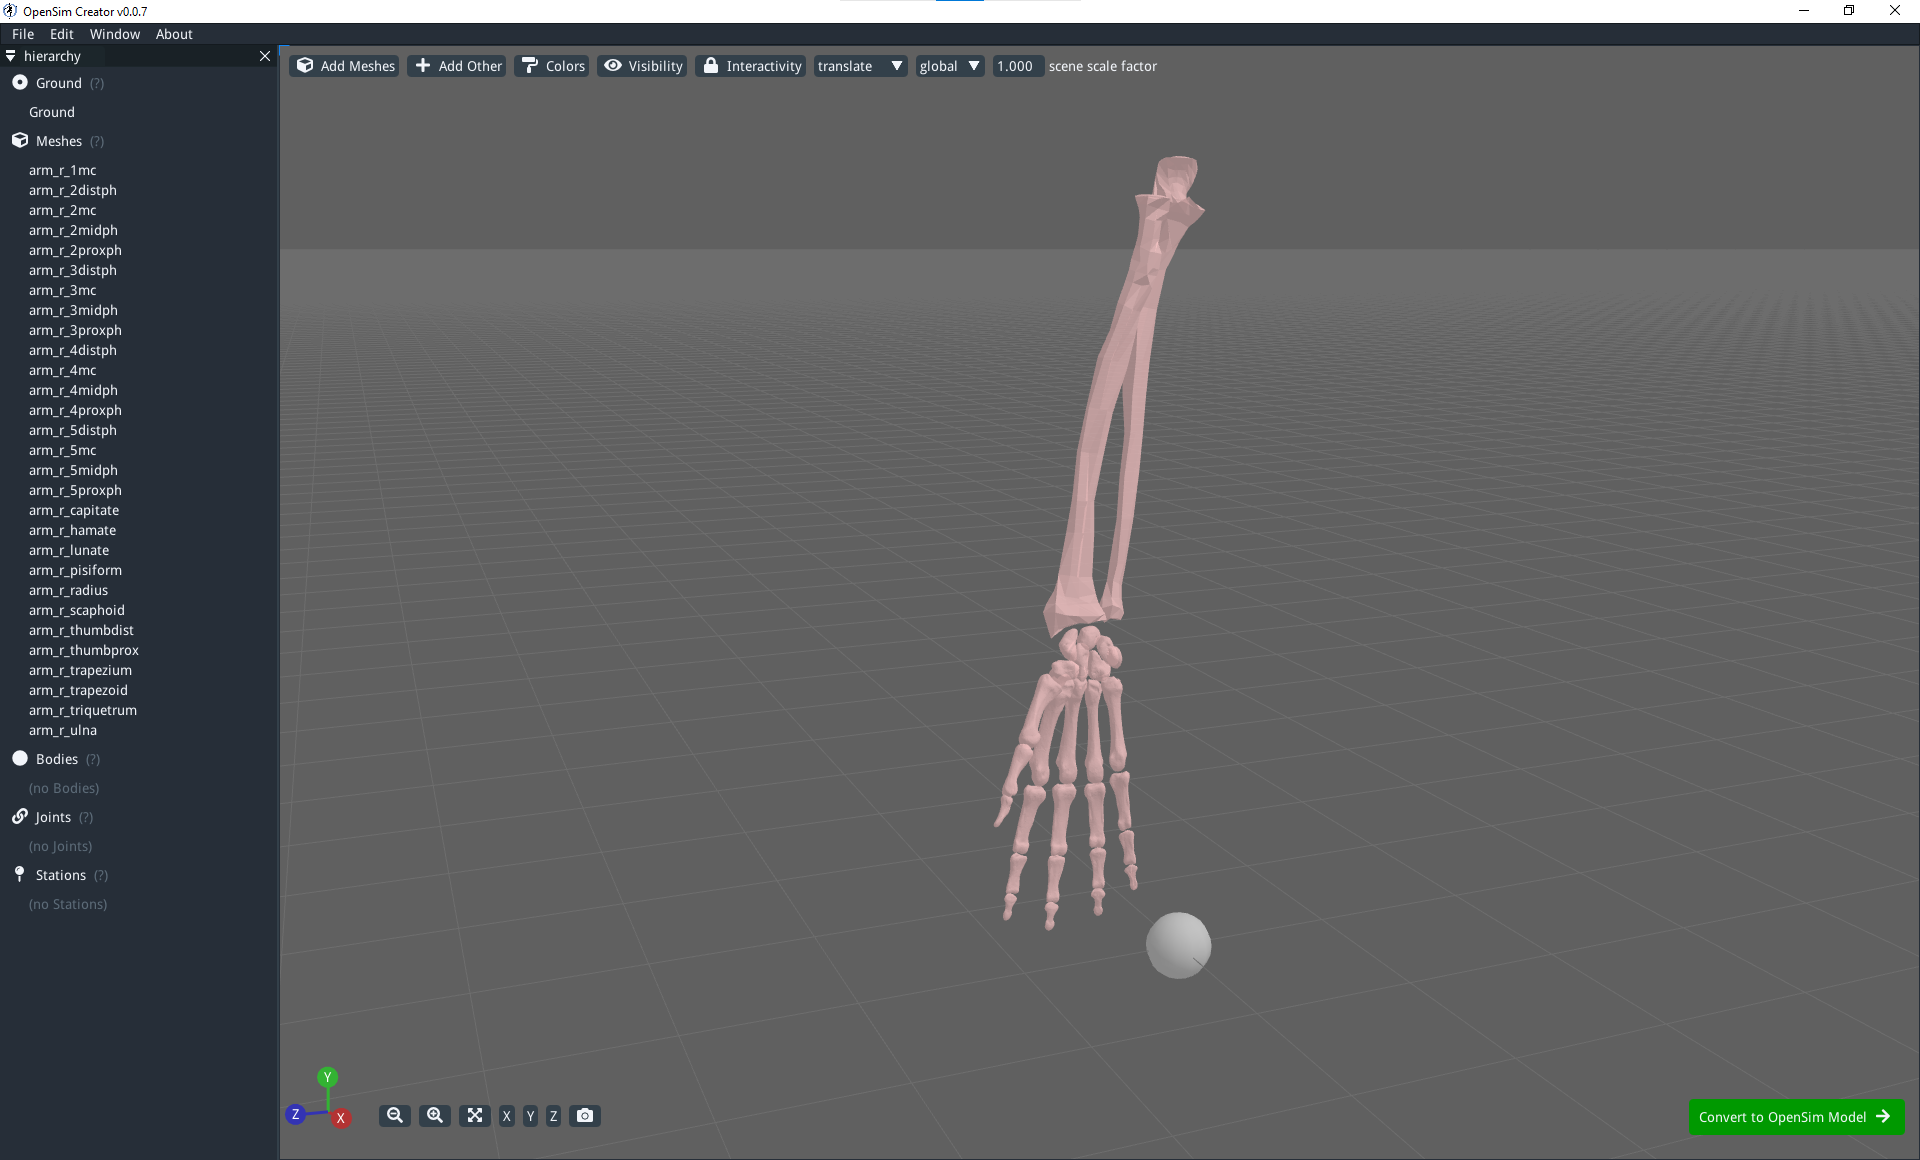 OpenSim Creator v0.0.7
File Edit Window About
hierarchy
Add Meshes Add Other Colors Visibility Interactivity translate global 1.000 scene scale factor
Ground (?)
Ground
Meshes (?)
arm_r_1mc
arm_r_2distph
arm_r_2mc
arm_r_2midph
arm_r_2proxph
arm_r_3distph
arm_r_3mc
arm_r_3midph
arm_r_3proxph
arm_r_4distph
arm_r_4mc
arm_r_4midph
arm_r_4proxph
arm_r_5distph
arm_r_5mc
arm_r_5midph
arm_r_5proxph
arm_r_capitate
arm_r_hamate
arm_r_lunate
arm_r_pisiform
arm_r_radius
arm_r_scaphoid
arm_r_thumbdist
arm_r_thumbprox
arm_r_trapezium
arm_r_trapezoid
arm_r_triquetrum
arm_r_ulna
Bodies (?)
(no Bodies)
Joints (?)
(no Joints)
Stations (?)
(no Stations)
Y
Z X
X Y Z
Convert to OpenSim Model